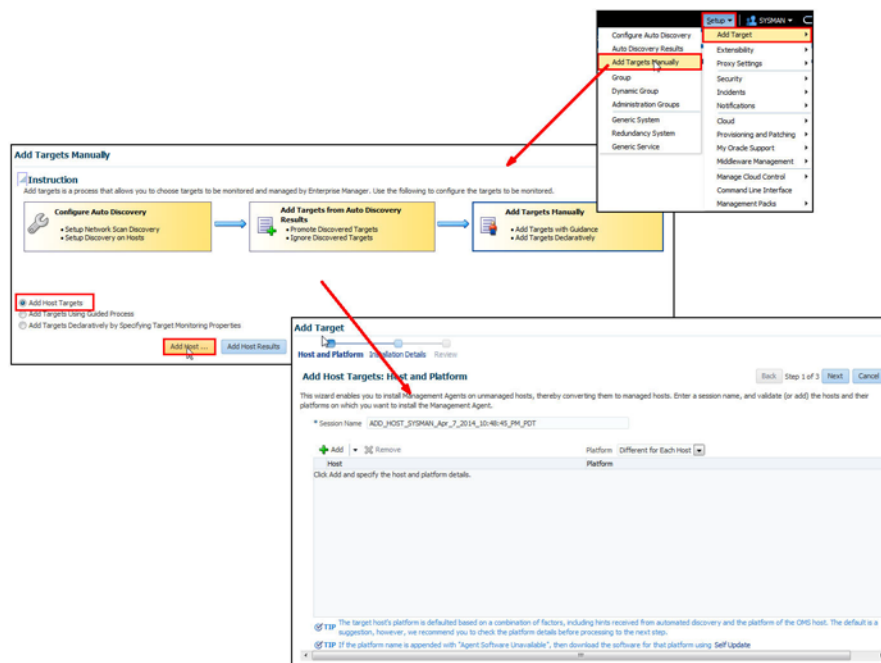 Setup
SYSMAN
Configure Auto Discovery
Auto Discovery Results
Add Targets Manually
Group
Dynamic Group
Administration Groups
Generic System
Redundancy System
Generic Service
Add Target
Extensibility
Proxy Settings
Security
Incidents
Notifications
Cloud
Provisioning and Patching
My Oracle Support
Middleware Management
Manage Cloud Control
Command Line Interface
Management Packs
Add Targets Manually
Instruction
Add targets is a process that allows you to choose targets to be monitored and managed by Enterprise Manager. Use the following to configure the targets to be monitored.
Configure Auto Discovery
• Setup Network Scan Discovery
• Setup Discovery on Hosts
Add Targets from Auto Discovery
Results
• Promote Discovered Targets
• Ignore Discovered Targets
Add Targets Manually
• Add Targets with Guidance
• Add Targets Declaratively
Add Host Targets
Add Targets Using Guided Process
Add Targets Declaratively by Specifying Target Monitoring Properties
Add Host ...
Add Host Results
Add Target
Host and Platform Installation Details Review
Add Host Targets: Host and Platform
Back Step 1 of 3 Next Cancel
This wizard enables you to install Management Agents on unmanaged hosts, thereby converting them to managed hosts. Enter a session name, and validate (or add) the hosts and their
platforms on which you want to install the Management Agent.
* Session Name ADD_HOST_SYSMAN_Apr_7_2014_10:48:45_PM_PDT
Add Remove Platform Different for Each Host
Host Platform
Click Add and specify the host and platform details.
TIP The target host's platform is defaulted based on a combination of factors, including hints received from automated discovery and the platform of the OMS host. The default is a
suggestion, however, we recommend you to check the platform details before processing to the next step.
TIP If the platform name is appended with "Agent Software Unavailable", then download the software for that platform using Self Update